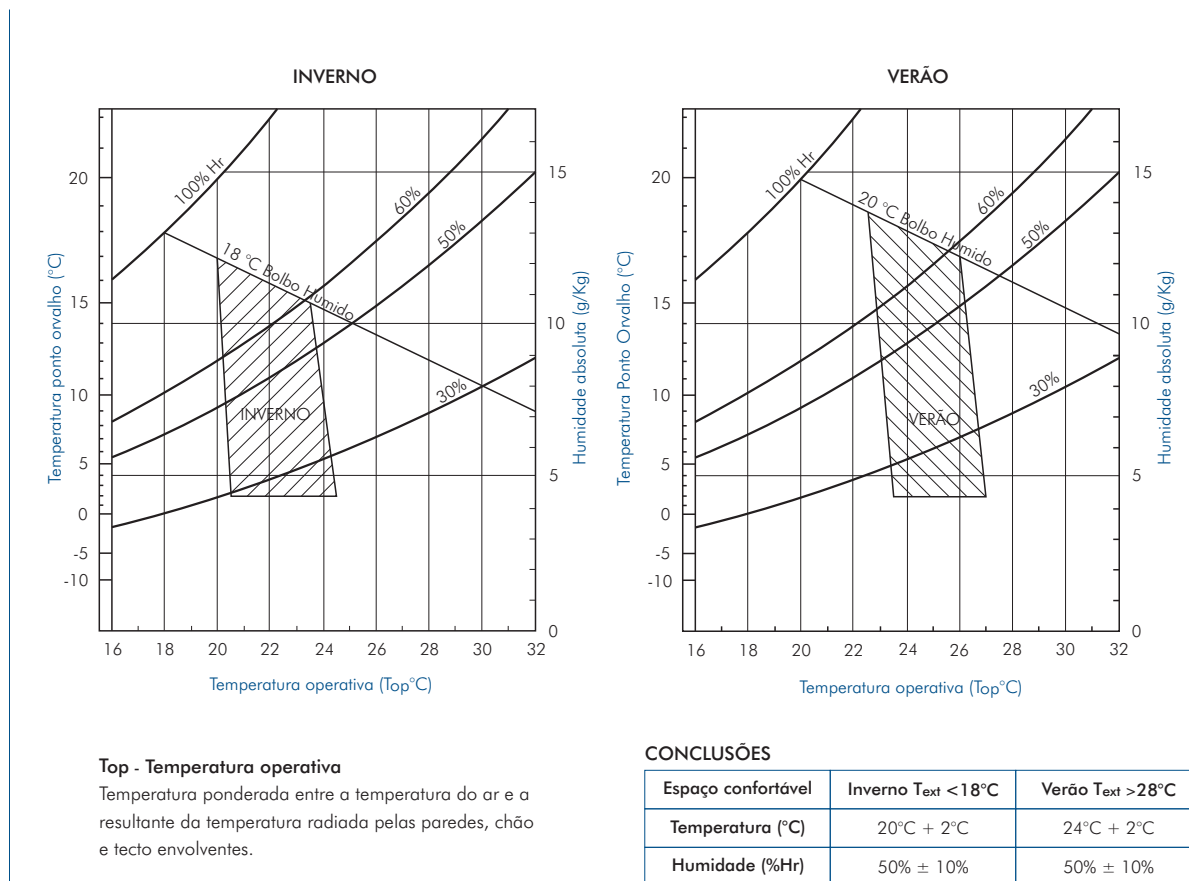 INVERNO
100% Hr
60%
50%
30%
18 °C Bolbo Humido
INVERNO
Temperatura ponto orvalho (°C)
20
15
10
5
0
-5
-10
Humidade absoluta (g/Kg)
15
10
5
0
16 18 20 22 24 26 28 30 32
Temperatura operativa (Top°C)
VERÃO
100% Hr
60%
50%
30%
20 °C Bolbo Humido
VERÃO
Temperatura Ponto Orvalho (°C)
20
15
10
5
0
-5
-10
Humidade absoluta (g/Kg)
15
10
5
0
16 18 20 22 24 26 28 30 32
Temperatura operativa (Top°C)
Top - Temperatura operativa
Temperatura ponderada entre a temperatura do ar e a
resultante da temperatura radiada pelas paredes, chão
e tecto envolventes.
CONCLUSÕES
Espaço confortável Inverno Text <18°C Verão Text >28°C
Temperatura (°C) 20°C + 2°C 24°C + 2°C
Humidade (%Hr) 50% ± 10% 50% ± 10%